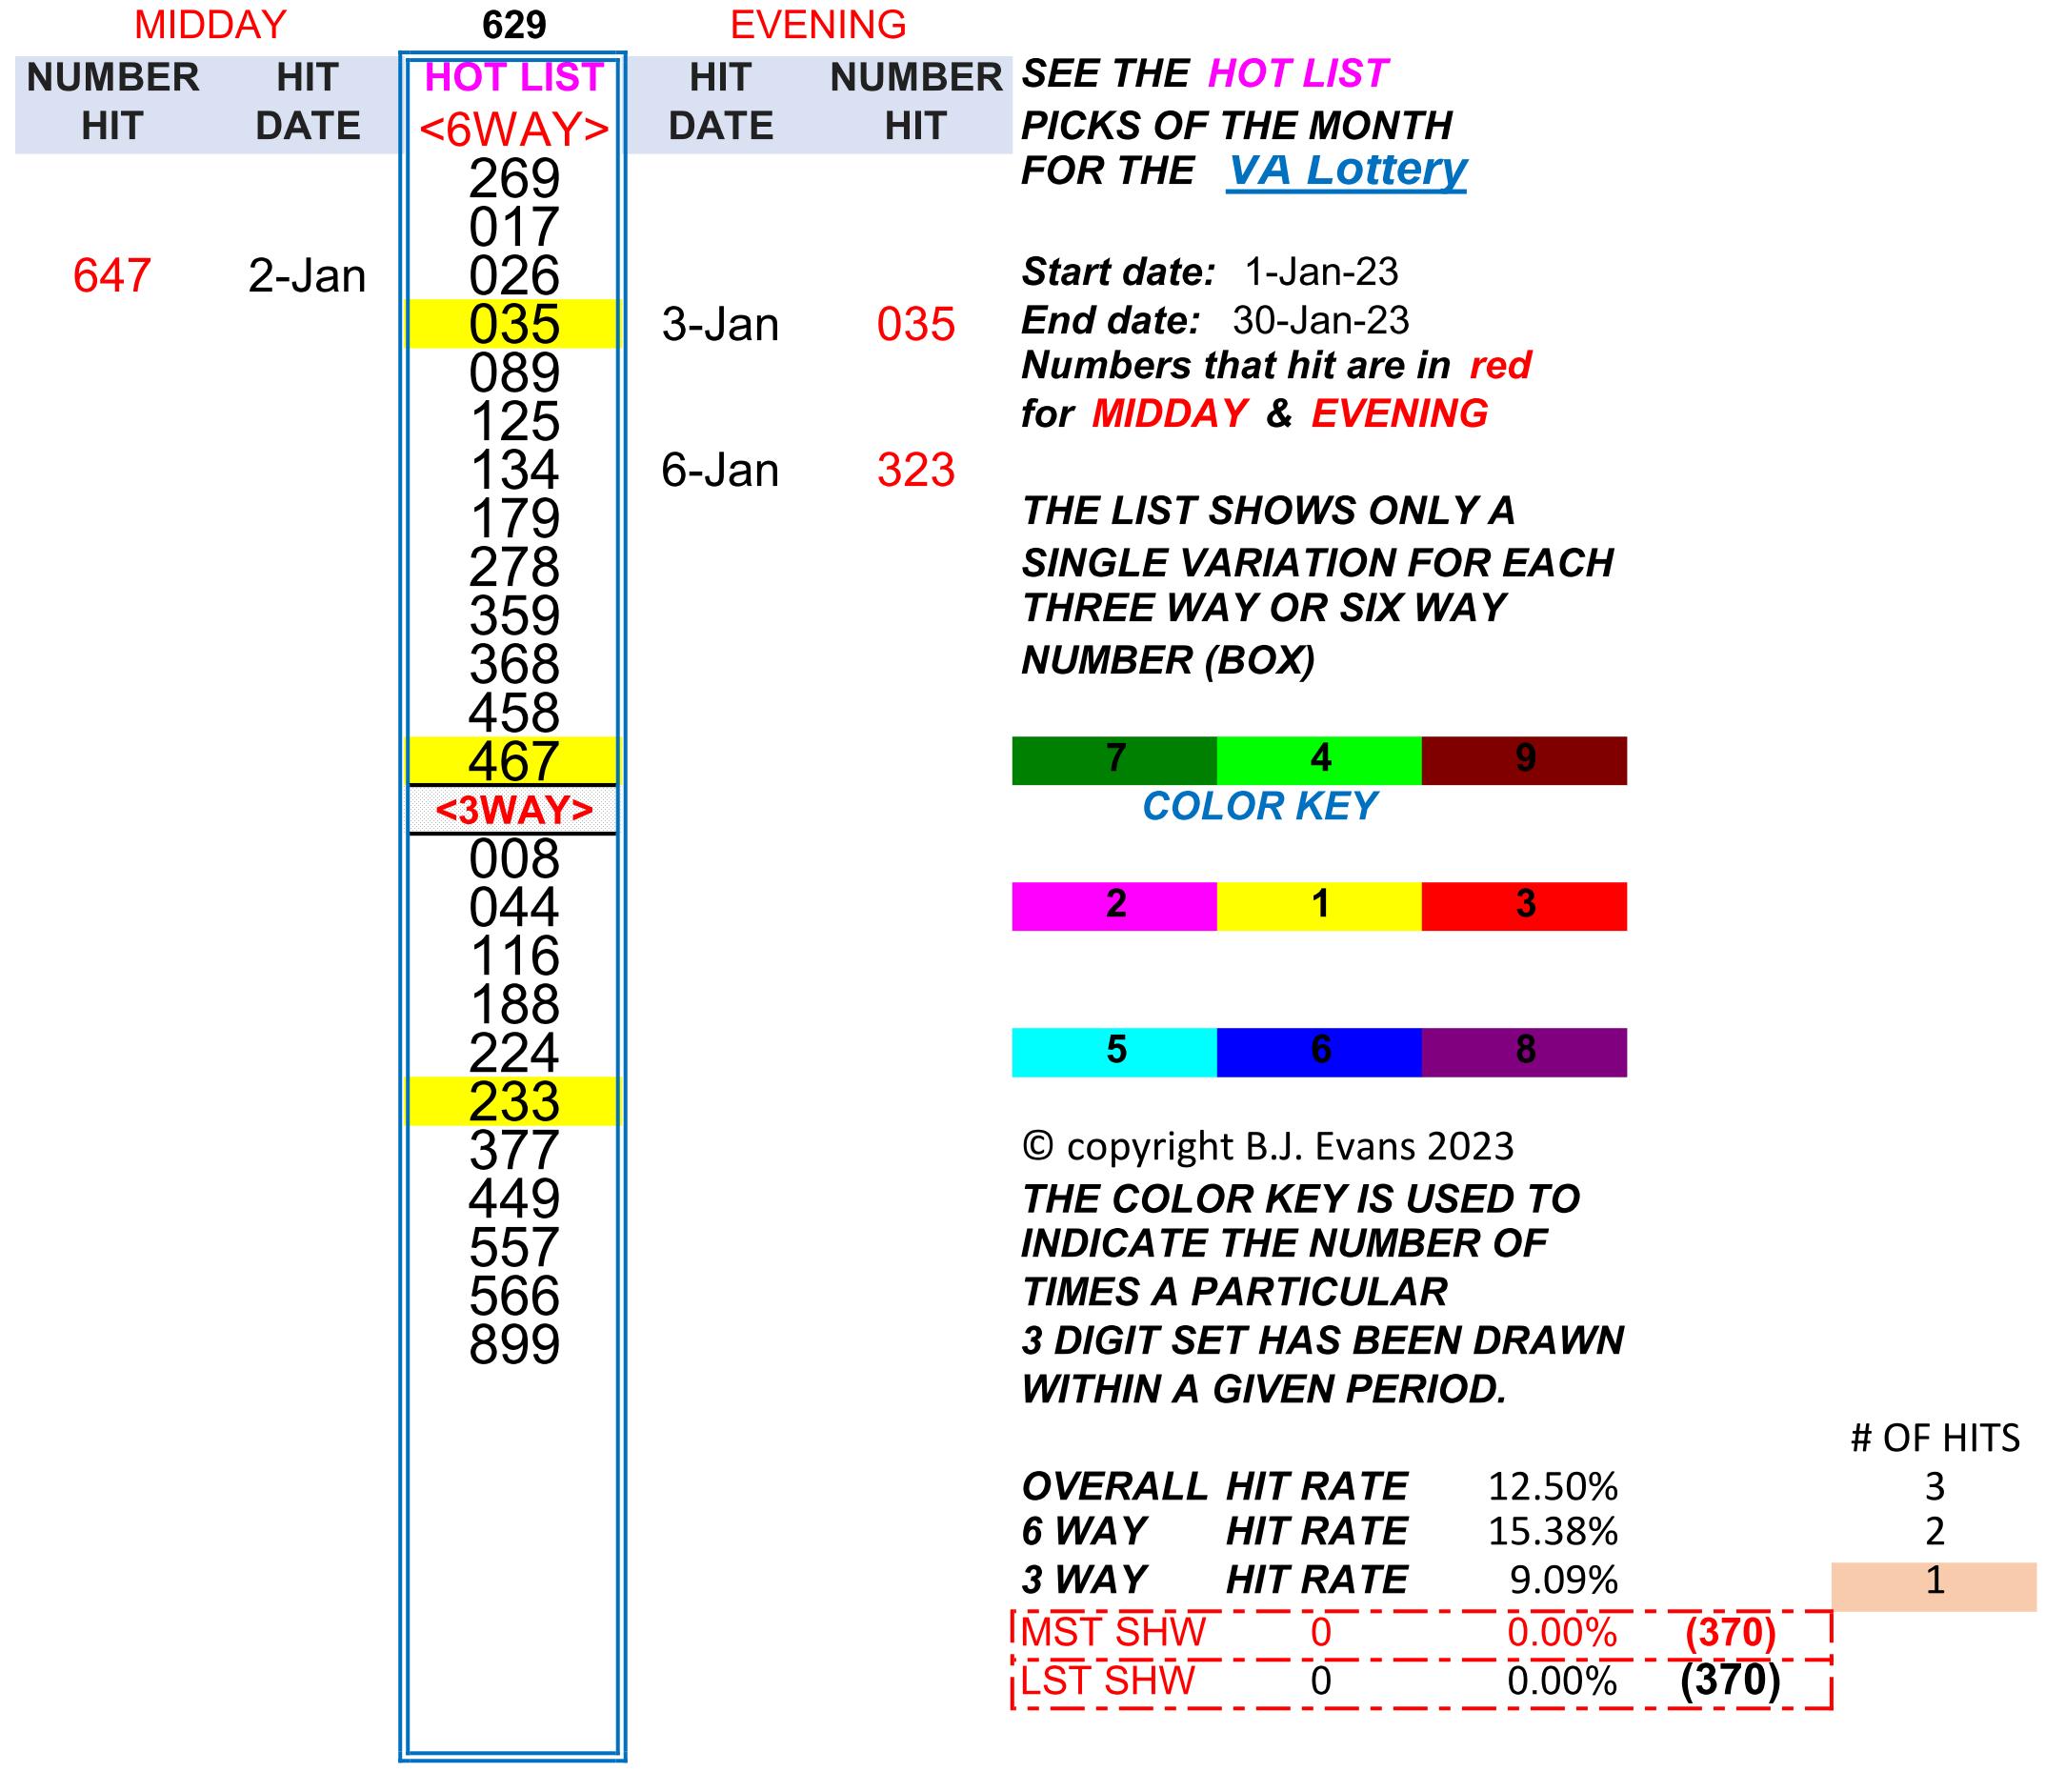 MIDDAY 629 EVENING
NUMBER HIT HOT LIST HIT NUMBER SEE THE HOT LIST
HIT DATE <6WAY> DATE HIT PICKS OF THE MONTH
269 FOR THE VA Lottery
017
647 2-Jan 026 Start date: 1-Jan-23
035 3-Jan 035 End date: 30-Jan-23
089 Numbers that hit are in red
125 for MIDDAY & EVENING
134 6-Jan 323
179 THE LIST SHOWS ONLY A
278 SINGLE VARIATION FOR EACH
359 THREE WAY OR SIX WAY
368 NUMBER (BOX)
458
467 7 4 9
<3WAY> COLOR KEY
008
044 2 1 3
116
188
224 5 6 8
233
377 © copyright B.J. Evans 2023
449 THE COLOR KEY IS USED TO
557 INDICATE THE NUMBER OF
566 TIMES A PARTICULAR
899 3 DIGIT SET HAS BEEN DRAWN
WITHIN A GIVEN PERIOD.
# OF HITS
OVERALL HIT RATE 12.50% 3
6 WAY HIT RATE 15.38% 2
3 WAY HIT RATE 9.09% 1
MST SHW 0 0.00% (370)
LST SHW 0 0.00% (370)